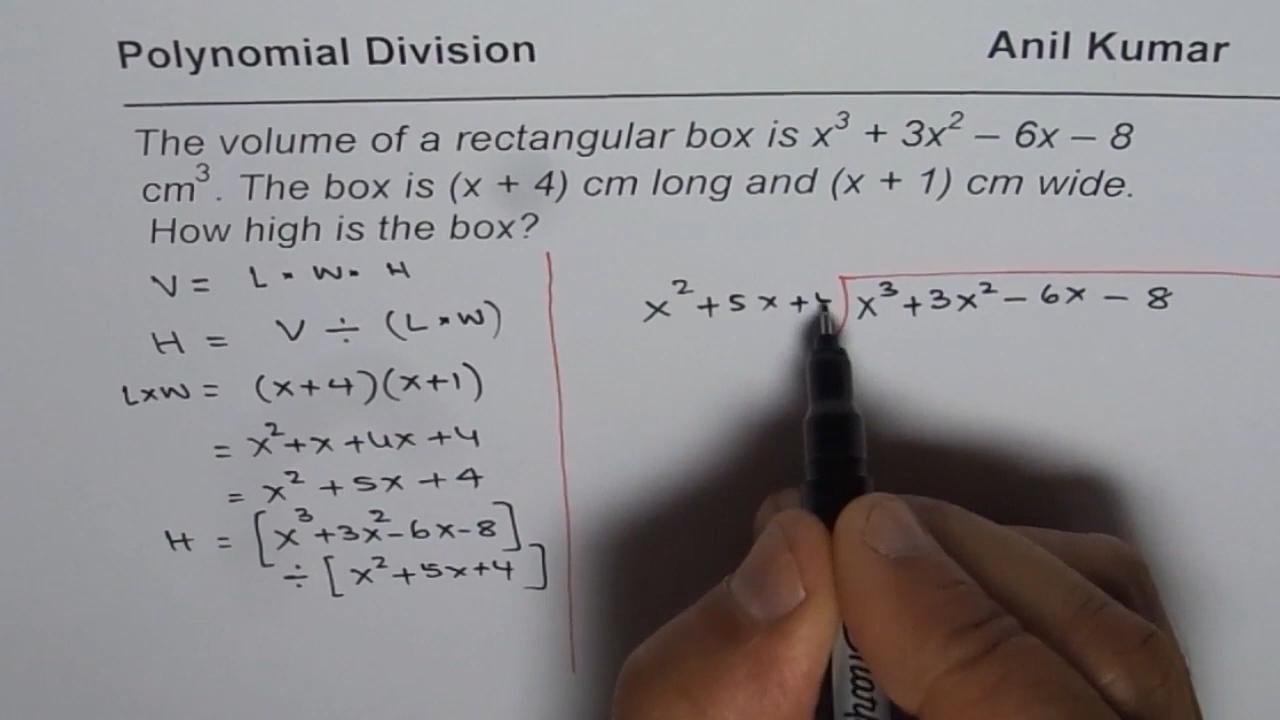 Polynomial Division
Anil Kumar
The volume of a rectangular box is x³ + 3x² – 6x – 8
cm³. The box is (x + 4) cm long and (x + 1) cm wide.
How high is the box?
V = L · W · H
H = V ÷ (L · W)
L×W = (x+4)(x+1)
= x²+x+4x+4
= x²+5x+4
H = [x³+3x²-6x-8]
÷ [x²+5x+4]
x²+5x+ x³+3x²-6x-8